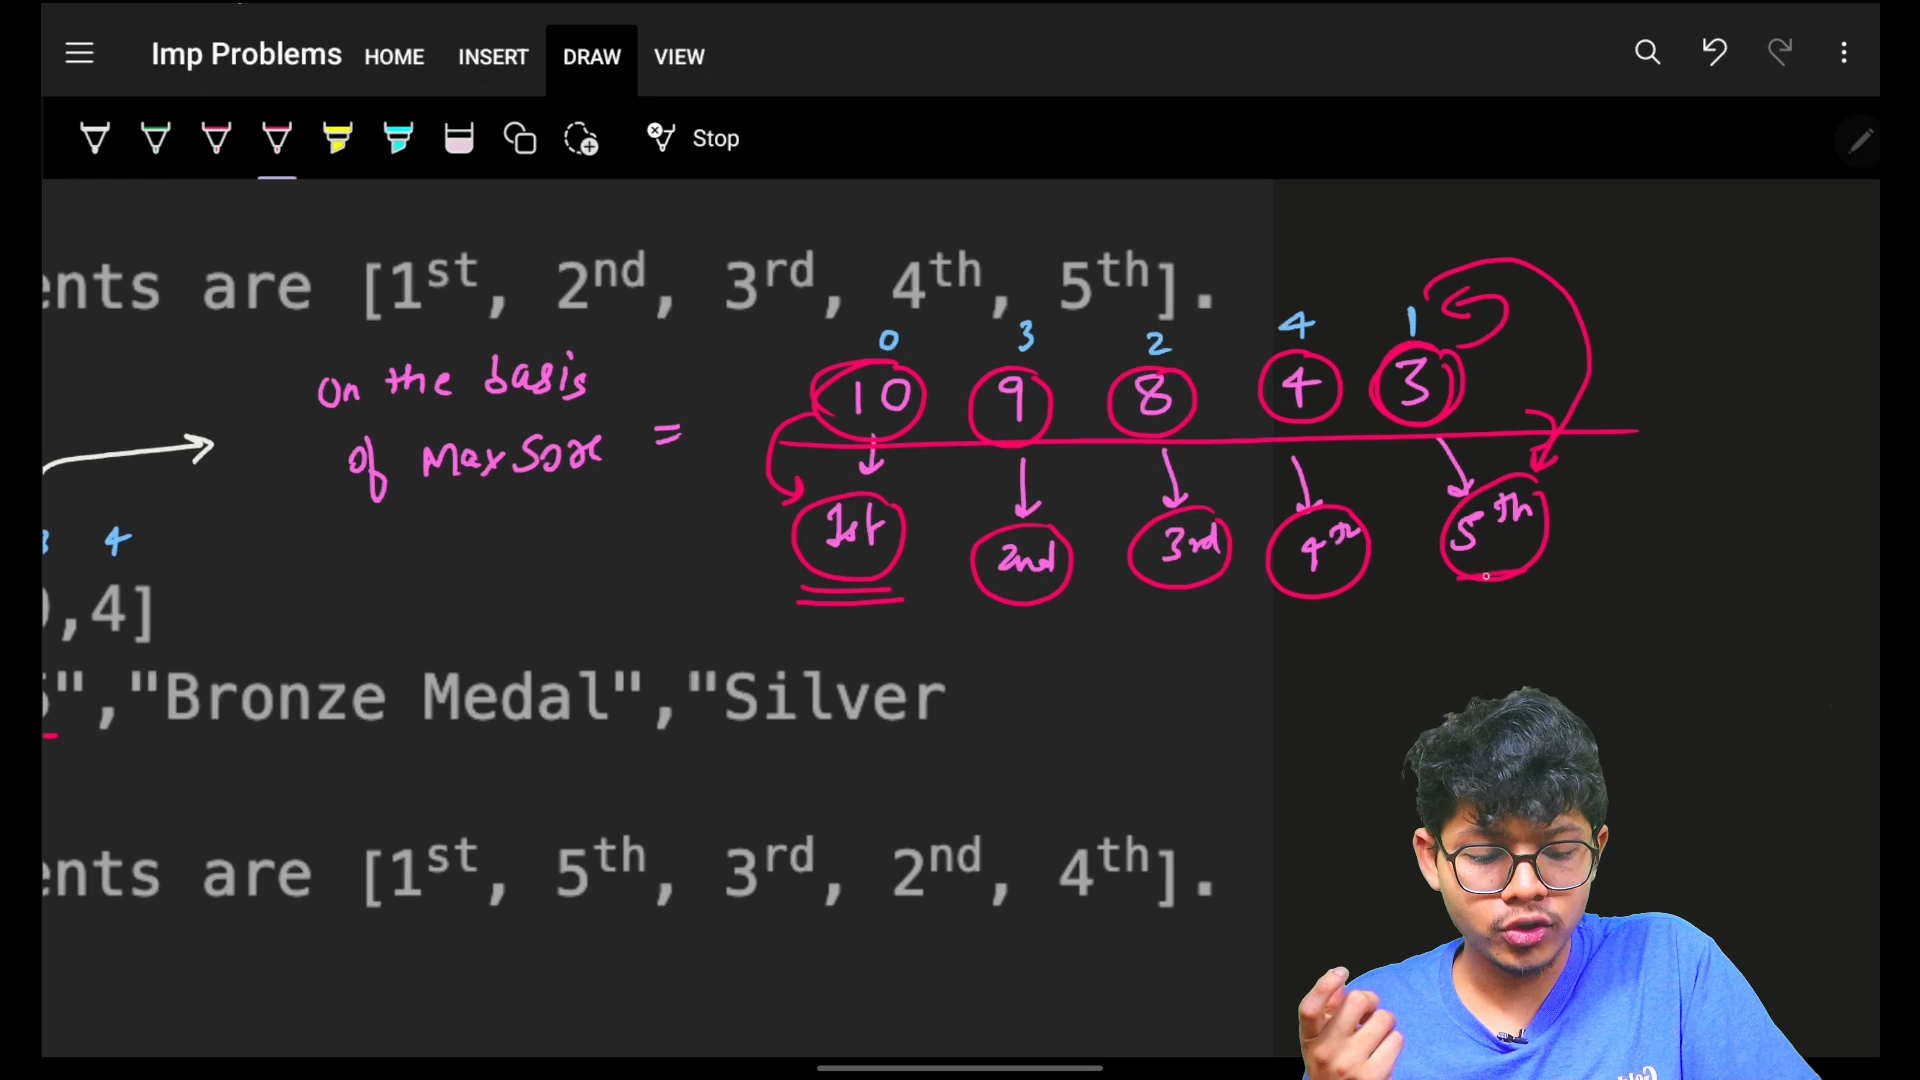 Imp Problems HOME INSERT DRAW VIEW
Stop
ents are [1st, 2nd, 3rd, 4th, 5th].
0 3 2 4 1
on the basis
10 9 8 4 3
of Max Sore =
1st 2nd 3rd 4th 5th
4
,4]
","Bronze Medal","Silver
ents are [1st, 5th, 3rd, 2nd, 4th].